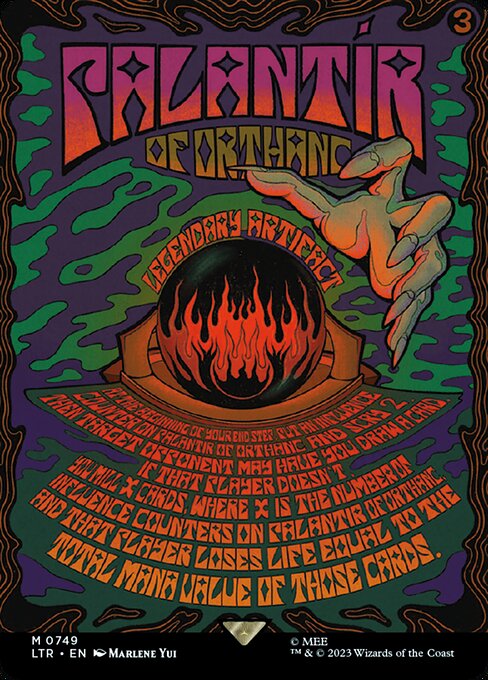 3
PALANTÍR
OF ORTHANC
LEGENDARY ARTIFACT
AT THE BEGINNING OF YOUR END STEP, PUT AN INFLUENCE
COUNTER ON PALANTIR OF ORTHANC AND SCRY 2.
THEN TARGET OPPONENT MAY HAVE YOU DRAW A CARD.
IF THAT PLAYER DOESN'T,
YOU MILL X CARDS, WHERE X IS THE NUMBER OF
INFLUENCE COUNTERS ON PALANTIR OF ORTHANC,
AND THAT PLAYER LOSES LIFE EQUAL TO THE
TOTAL MANA VALUE OF THOSE CARDS.
M 0749
LTR • EN MARLENE YUI
© MEE
™ & © 2023 Wizards of the Coast